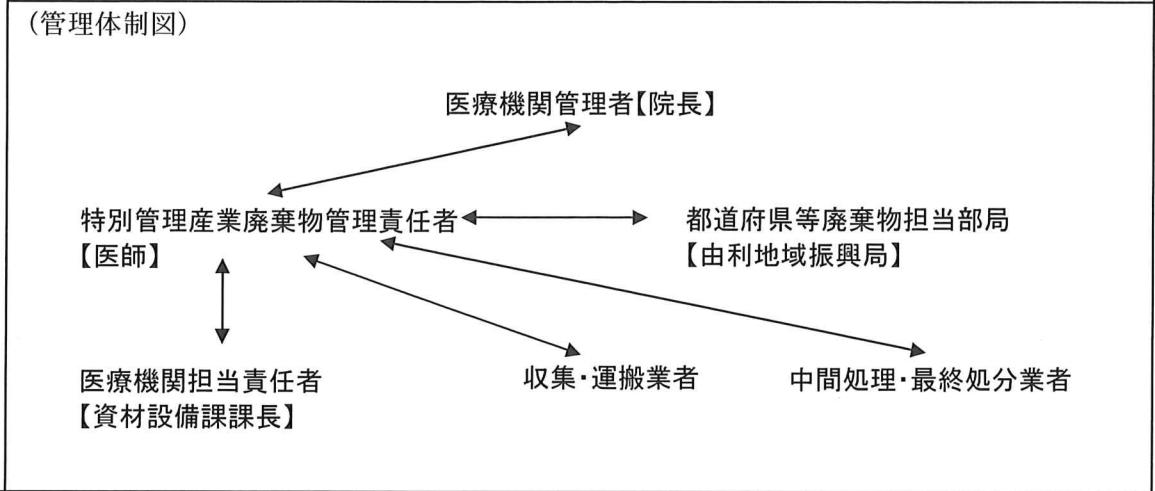 （管理体制図）
医療機関管理者【院長】
特別管理産業廃棄物管理責任者
【医師】
都道府県等廃棄物担当部局
【由利地域振興局】
医療機関担当責任者
【資材設備課課長】
収集・運搬業者
中間処理・最終処分業者